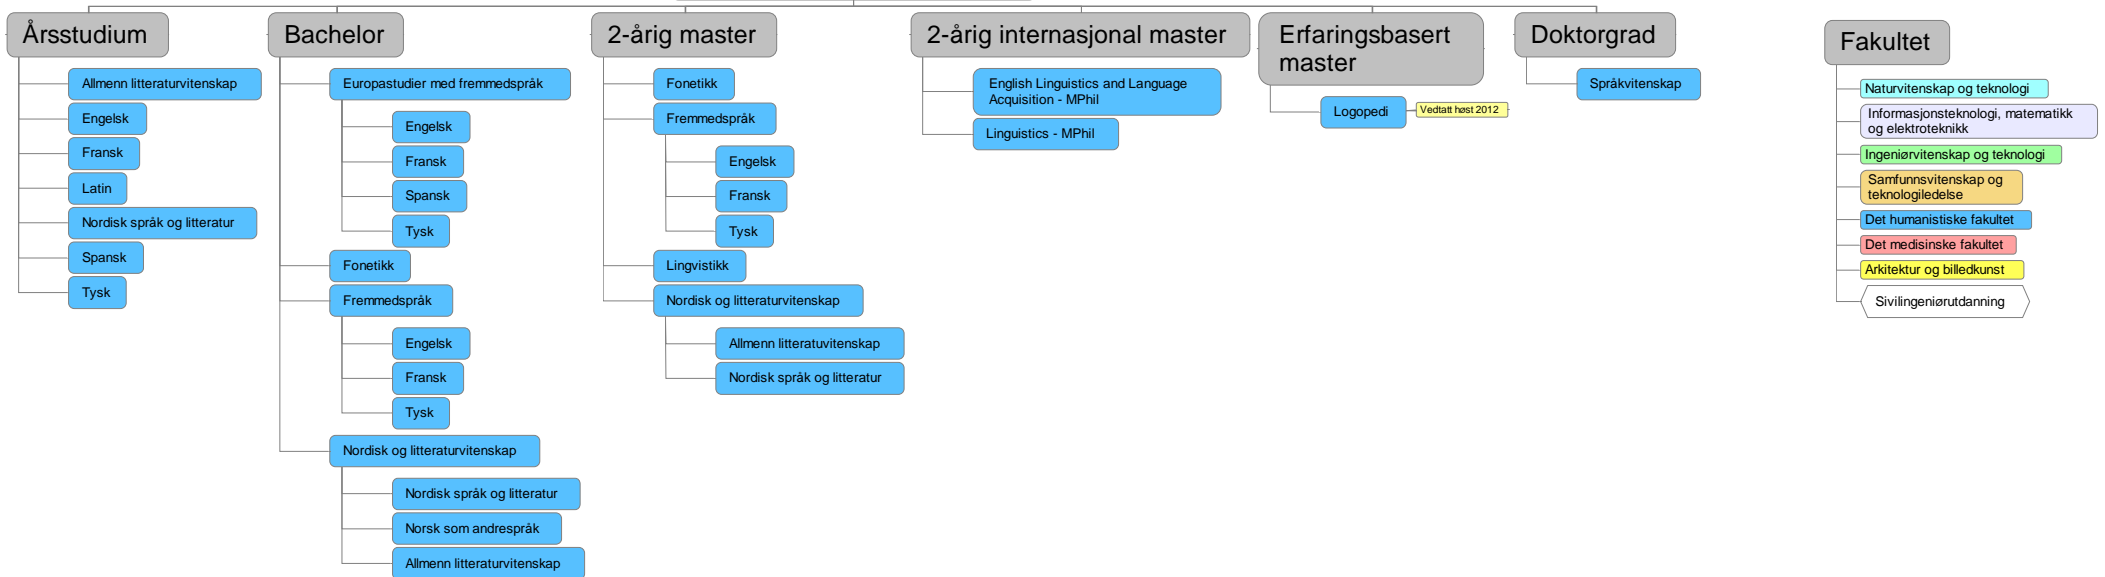 Årsstudium
Allmenn litteraturvitenskap
Engelsk
Fransk
Latin
Nordisk språk og litteratur
Spansk
Tysk
Bachelor
Europastudier med fremmedspråk
Engelsk
Fransk
Spansk
Tysk
Fonetikk
Fremmedspråk
Engelsk
Fransk
Tysk
Nordisk og litteraturvitenskap
Nordisk språk og litteratur
Norsk som andrespråk
Allmenn litteraturvitenskap
2-årig master
Fonetikk
Fremmedspråk
Engelsk
Fransk
Tysk
Lingvistikk
Nordisk og litteraturvitenskap
Allmenn litteratuvitenskap
Nordisk språk og litteratur
2-årig internasjonal master
English Linguistics and Language
Acquisition - MPhil
Linguistics - MPhil
Erfaringsbasert
master
Logopedi
Vedtatt høst 2012
Doktorgrad
Språkvitenskap
Fakultet
Naturvitenskap og teknologi
Informasjonsteknologi, matematikk
og elektroteknikk
Ingeniørvitenskap og teknologi
Samfunnsvitenskap og
teknologiledelse
Det humanistiske fakultet
Det medisinske fakultet
Arkitektur og billedkunst
Sivilingeniørutdanning